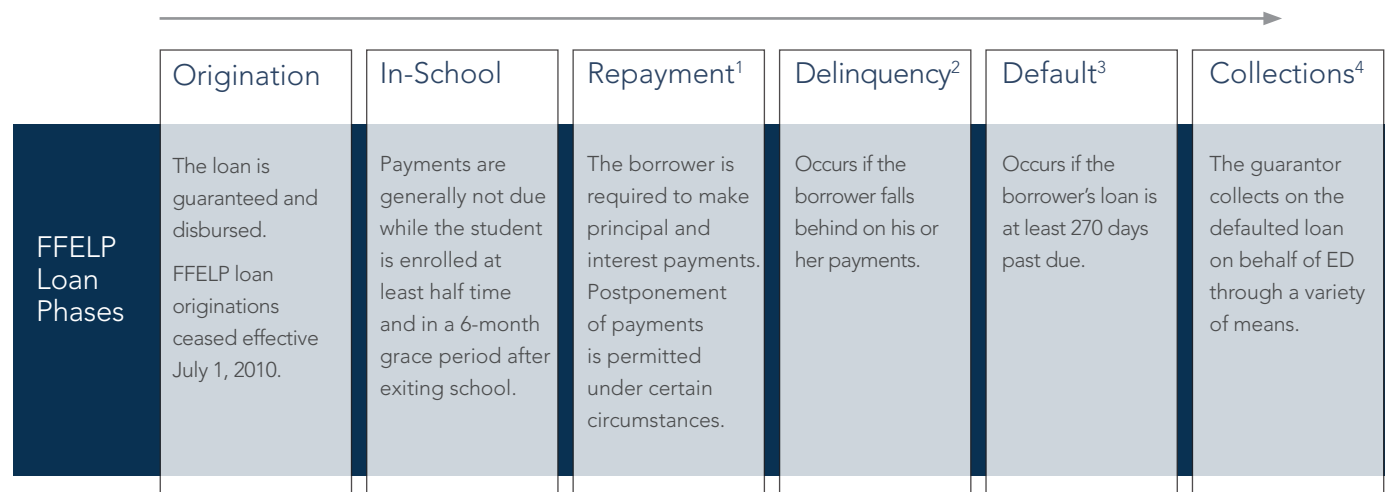 Origination
In-School
Repayment¹
Delinquency²
Default³
Collections⁴
FFELP
Loan
Phases
The loan is
guaranteed and
disbursed.
FFELP loan
originations
ceased effective
July 1, 2010.
Payments are
generally not due
while the student
is enrolled at
least half time
and in a 6-month
grace period after
exiting school.
The borrower is
required to make
principal and
interest payments.
Postponement
of payments
is permitted
under certain
circumstances.
Occurs if the
borrower falls
behind on his or
her payments.
Occurs if the
borrower’s loan is
at least 270 days
past due.
The guarantor
collects on the
defaulted loan
on behalf of ED
through a variety
of means.